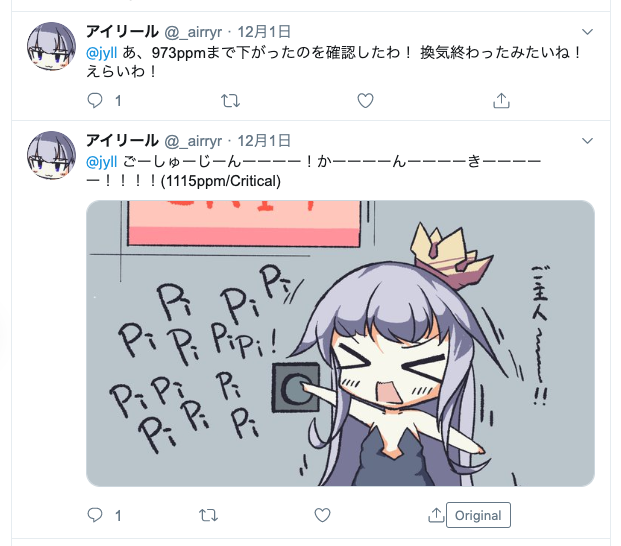 アイリール @_airryr · 12月1日
@jyll あ、973ppmまで下がったのを確認したわ！ 換気終わったみたいね！
えらいわ！
1
アイリール @_airryr · 12月1日
@jyll ごーしゅーじーんーーーー！かーーーーんーーーーきーーーー
ー！！！！(1115ppm/Critical)
Pi
Pi
Pi
Pi
Pi
PiPi!
Pi
Pi
Pi
Pi
Pi
Pi
ご主人〜〜〜!!
1
Original